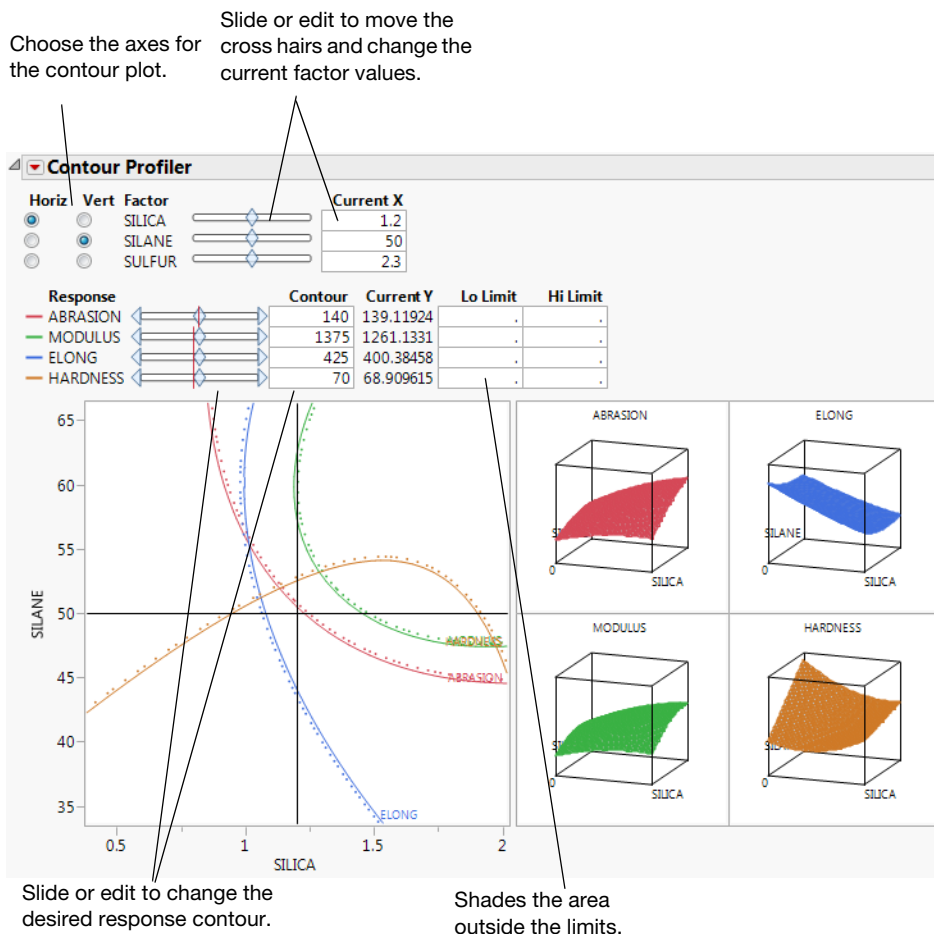 Slide or edit to move the
cross hairs and change the
current factor values.
Choose the axes for
the contour plot.
Contour Profiler
Horiz Vert Factor Current X
SILICA 1.2
SILANE 50
SULFUR 2.3
Response Contour Current Y Lo Limit Hi Limit
ABRASION 140 139.11924 . .
MODULUS 1375 1261.1331 . .
ELONG 425 400.38458 . .
HARDNESS 70 68.909615 . .
65
60
55
50
45
40
35
SILANE
0.5 1 1.5 2
SILICA
MODULUS
ABRASION
ELONG
ABRASION
0
SILICA
ELONG
SILANE
0
SILICA
MODULUS
0
SILICA
HARDNESS
0
SILICA
Slide or edit to change the
desired response contour.
Shades the area
outside the limits.